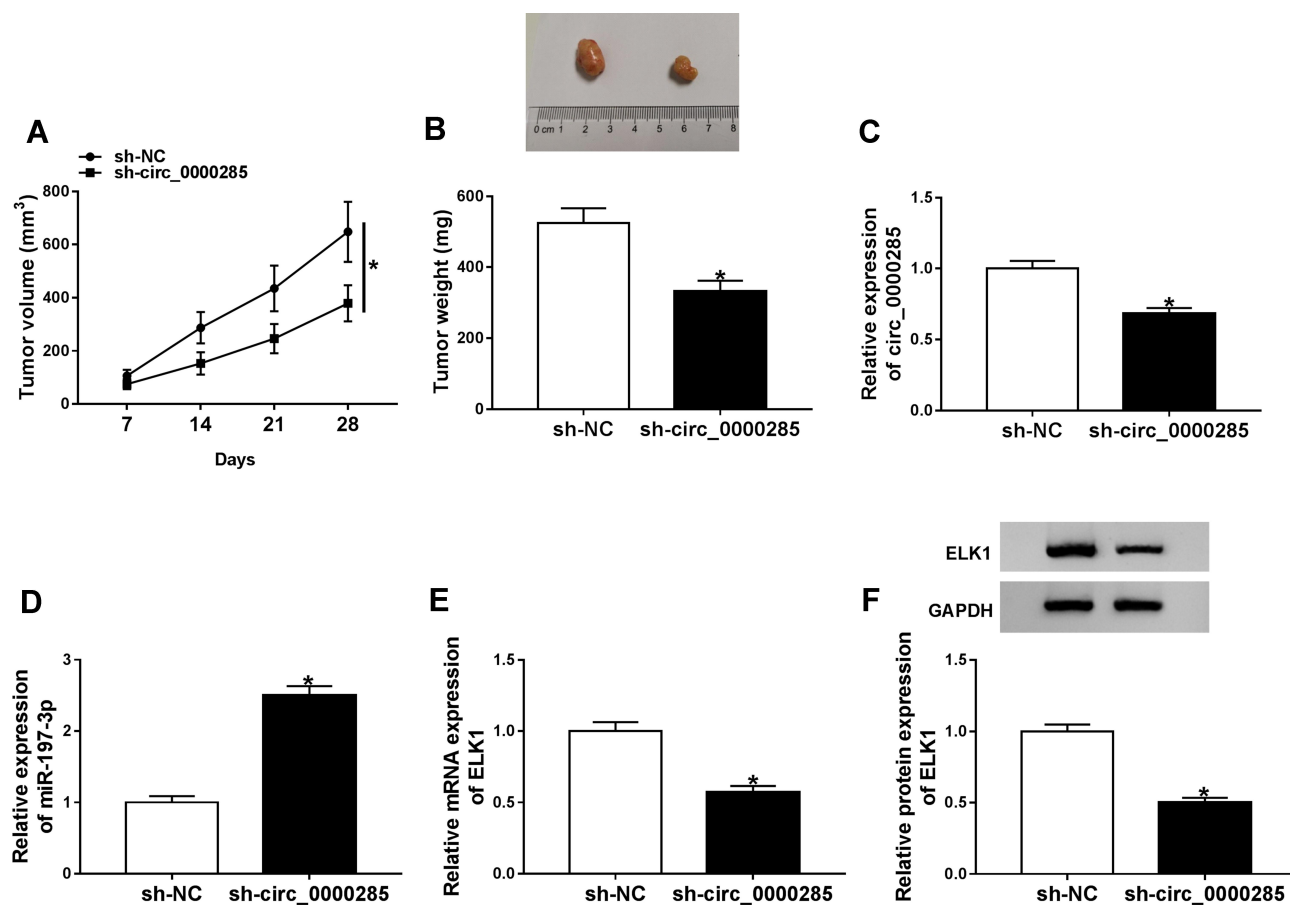 0 cm 1 2 3 4 5 6 7 8
A
sh-NC
sh-circ_0000285
Tumor volume (mm³)
800
600
400
200
0
7 14 21 28
Days
*
B
Tumor weight (mg)
600
400
200
0
*
sh-NC sh-circ_0000285
C
Relative expression
of circ_0000285
1.5
1.0
0.5
0.0
*
sh-NC sh-circ_0000285
D
Relative expression
of miR-197-3p
3
2
1
0
*
sh-NC sh-circ_0000285
E
Relative mRNA expression
of ELK1
1.5
1.0
0.5
0.0
*
sh-NC sh-circ_0000285
F
ELK1
GAPDH
Relative protein expression
of ELK1
1.5
1.0
0.5
0.0
*
sh-NC sh-circ_0000285